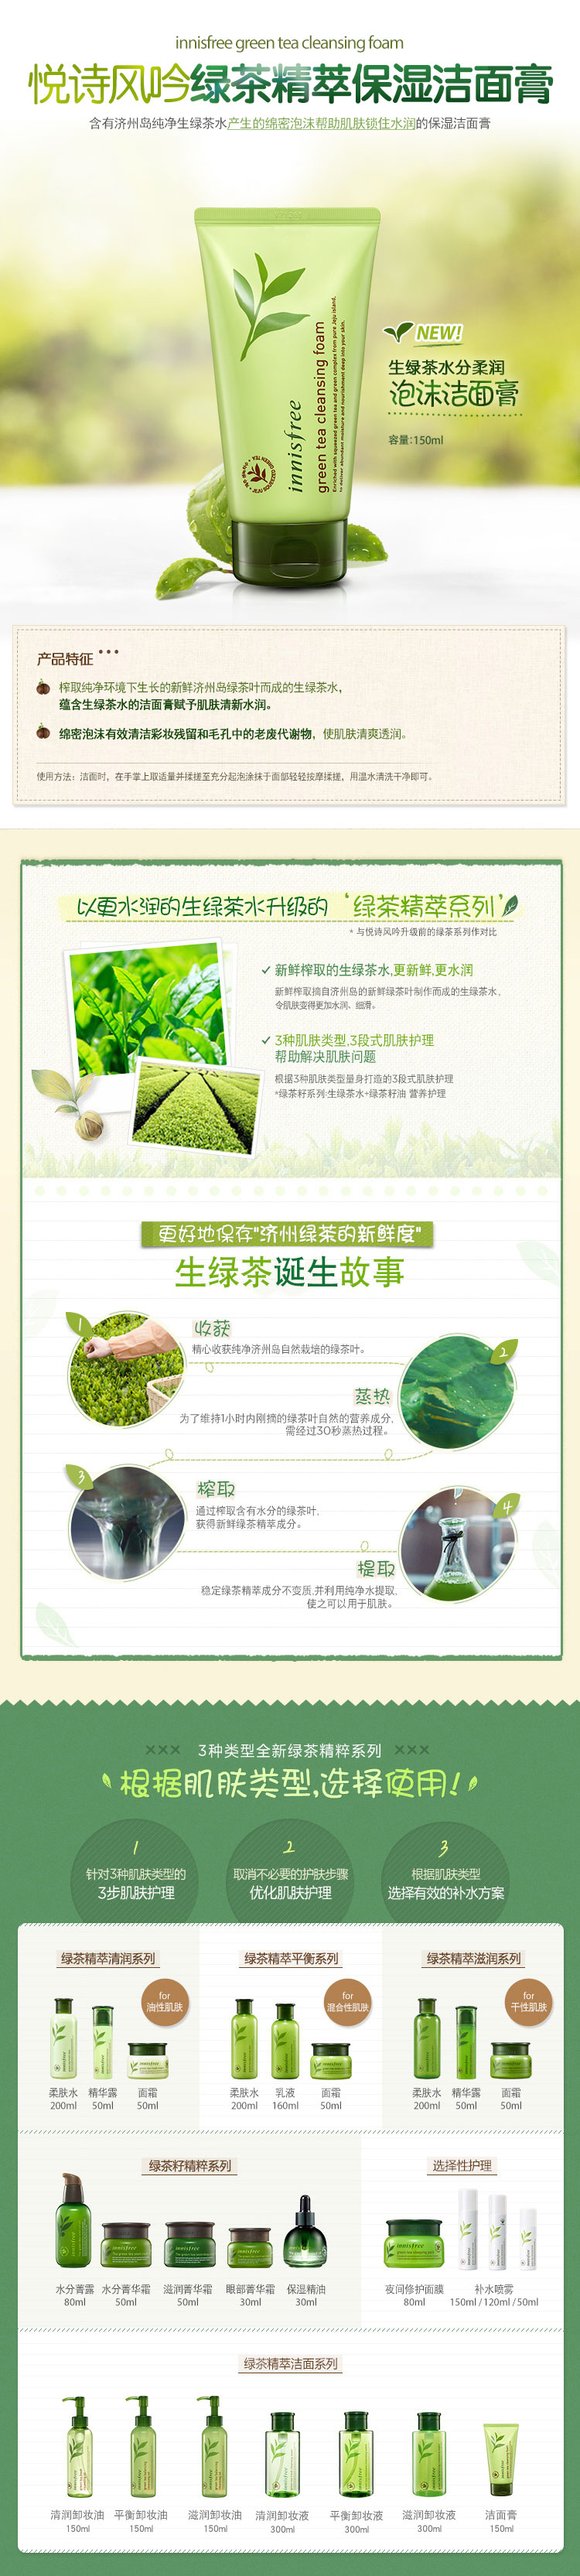 innisfree green tea cleansing foam
悦诗风吟绿茶精萃保湿洁面膏
含有济州岛纯净生绿茶水产生的绵密泡沫帮助肌肤锁住水润的保湿洁面膏
NEW!
生绿茶水分柔润
泡沫洁面膏
容量:150ml
innisfree
green tea cleansing foam
Enriched with squeezed green tea and green complex from pure Jeju island,
to deliver abundant moisture and nourishment deep into your skin.
产品特征
榨取纯净环境下生长的新鲜济州岛绿茶叶而成的生绿茶水，
蕴含生绿茶水的洁面膏赋予肌肤清新水润。
绵密泡沫有效清洁彩妆残留和毛孔中的老废代谢物，使肌肤清爽透润。
使用方法：洁面时，在手掌上取适量并揉搓至充分起泡涂抹于面部轻轻按摩揉搓，用温水清洗干净即可。
以更水润的生绿茶水升级的‘绿茶精萃系列’
* 与悦诗风吟升级前的绿茶系列作对比
新鲜榨取的生绿茶水,更新鲜,更水润
新鲜榨取摘自济州岛的新鲜绿茶叶制作而成的生绿茶水，
令肌肤变得更加水润、细滑。
3种肌肤类型,3段式肌肤护理
帮助解决肌肤问题
根据3种肌肤类型量身打造的3段式肌肤护理
*绿茶籽系列:生绿茶水+绿茶籽油 营养护理
更好地保存"济州绿茶的新鲜度"
生绿茶诞生故事
1
收获
精心收获纯净济州岛自然栽培的绿茶叶。
2
蒸热
为了维持1小时内刚摘的绿茶叶自然的营养成分,
需经过30秒蒸热过程。
3
榨取
通过榨取含有水分的绿茶叶,
获得新鲜绿茶精萃成分。
4
提取
稳定绿茶精萃成分不变质,并利用纯净水提取,
使之可以用于肌肤。
3种类型全新绿茶精粹系列
根据肌肤类型,选择使用!
1
针对3种肌肤类型的
3步肌肤护理
2
取消不必要的护肤步骤
优化肌肤护理
3
根据肌肤类型
选择有效的补水方案
绿茶精萃清润系列
for
油性肌肤
柔肤水 精华露 面霜
200ml 50ml 50ml
绿茶精萃平衡系列
for
混合性肌肤
柔肤水 乳液 面霜
200ml 160ml 50ml
绿茶精萃滋润系列
for
干性肌肤
柔肤水 精华露 面霜
200ml 50ml 50ml
绿茶籽精粹系列
水分菁露 水分菁华霜 滋润菁华霜 眼部菁华霜 保湿精油
80ml 50ml 50ml 30ml 30ml
选择性护理
夜间修护面膜 补水喷雾
80ml 150ml / 120ml / 50ml
绿茶精萃洁面系列
清润卸妆油 平衡卸妆油 滋润卸妆油 清润卸妆液 平衡卸妆液 滋润卸妆液 洁面膏
150ml 150ml 150ml 300ml 300ml 300ml 150ml